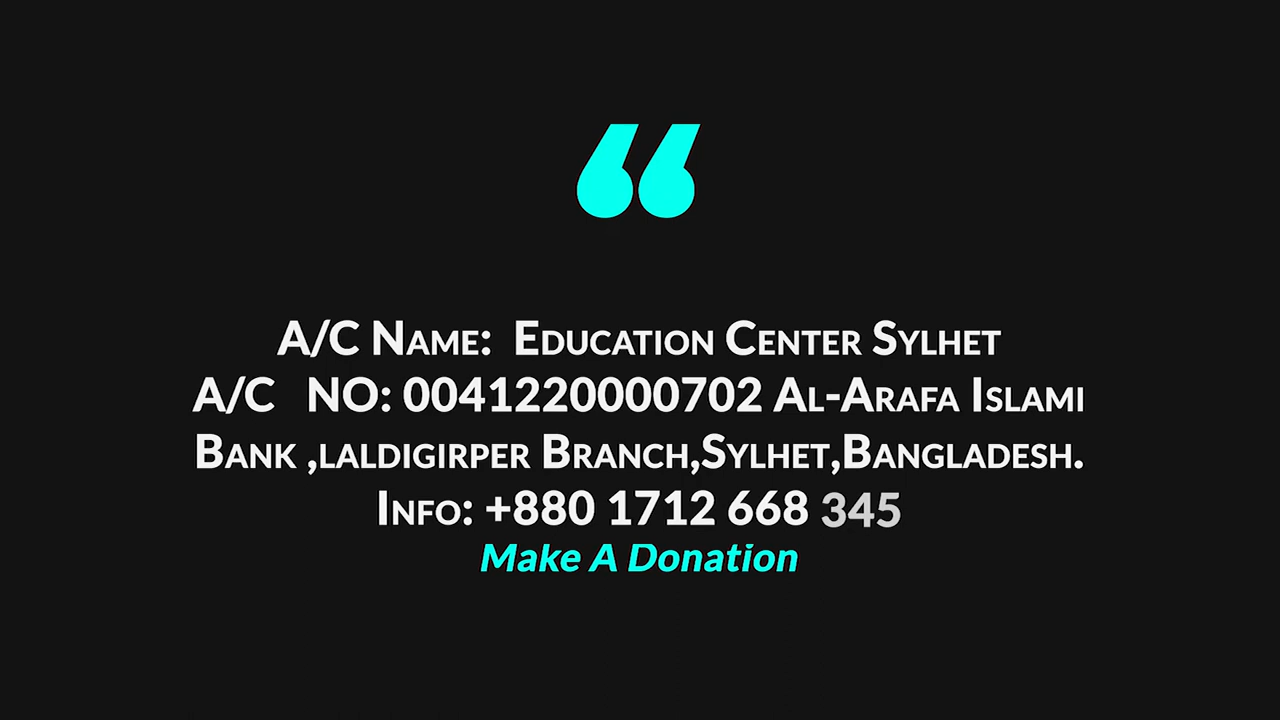 “
A/C Name:  Education Center Sylhet
A/C   NO: 0041220000702 Al-Arafa Islami
Bank ,laldigirper Branch,Sylhet,Bangladesh.
Info: +880 1712 668 345
Make A Donation